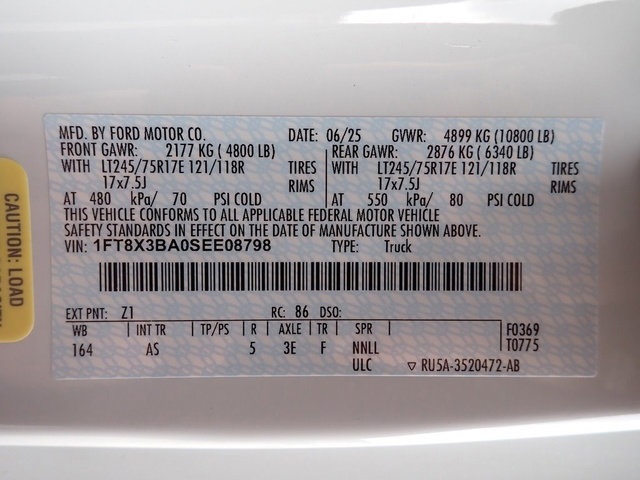 MFD. BY FORD MOTOR CO. DATE: 06/25 GVWR: 4899 KG (10800 LB)
FRONT GAWR: 2177 KG ( 4800 LB) REAR GAWR: 2876 KG ( 6340 LB)
WITH LT245/75R17E 121/118R TIRES WITH LT245/75R17E 121/118R TIRES
17x7.5J RIMS 17x7.5J RIMS
AT 480 kPa/ 70 PSI COLD AT 550 kPa/ 80 PSI COLD
THIS VEHICLE CONFORMS TO ALL APPLICABLE FEDERAL MOTOR VEHICLE
SAFETY STANDARDS IN EFFECT ON THE DATE OF MANUFACTURE SHOWN ABOVE.
VIN: 1FT8X3BA0SEE08798 TYPE: Truck
EXT PNT: Z1 RC: 86 DSO:
WB INT TR TP/PS R AXLE TR SPR F0369
164 AS 5 3E F NNLL T0775
ULC ▽ RU5A-3520472-AB
CAUTION: LOAD